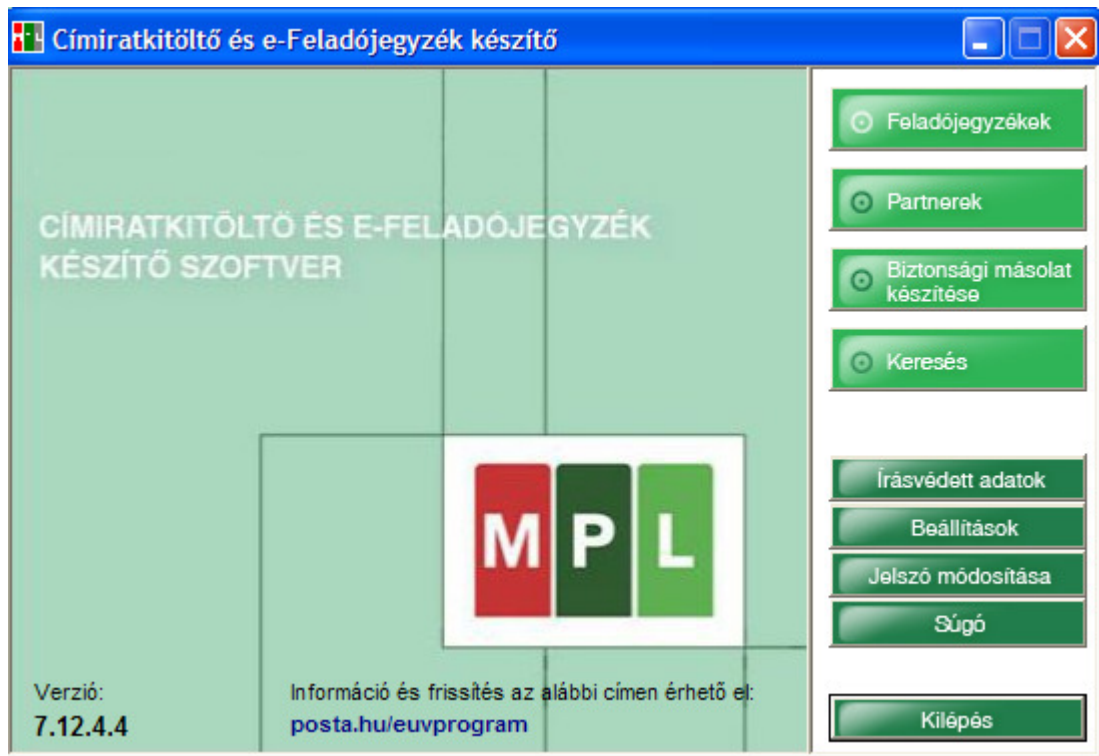 Címiratkitöltő és e-Feladójegyzék készítő
CÍMIRATKITÖLTŐ ÉS E-FELADÓJEGYZÉK
KÉSZÍTŐ SZOFTVER
MPL
Verzió:
7.12.4.4
Információ és frissítés az alábbi címen érhető el:
posta.hu/euvprogram
Feladójegyzékek
Partnerek
Biztonsági másolat
készítése
Keresés
Írásvédett adatok
Beállítások
Jelszó módosítása
Súgó
Kilépés